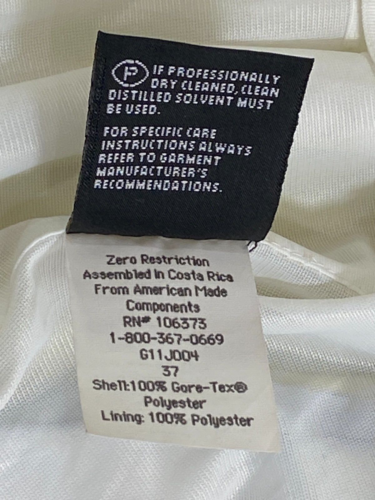 P IF PROFESSIONALLY
DRY CLEANED, CLEAN
DISTILLED SOLVENT MUST
BE USED.
FOR SPECIFIC CARE
INSTRUCTIONS ALWAYS
REFER TO GARMENT
MANUFACTURER'S
RECOMMENDATIONS.
Zero Restriction
Assembled in Costa Rica
From American Made
Components
RN# 106373
1-800-367-0669
G11J004
37
Shell:100% Gore-Tex®
Polyester
Lining: 100% Polyester